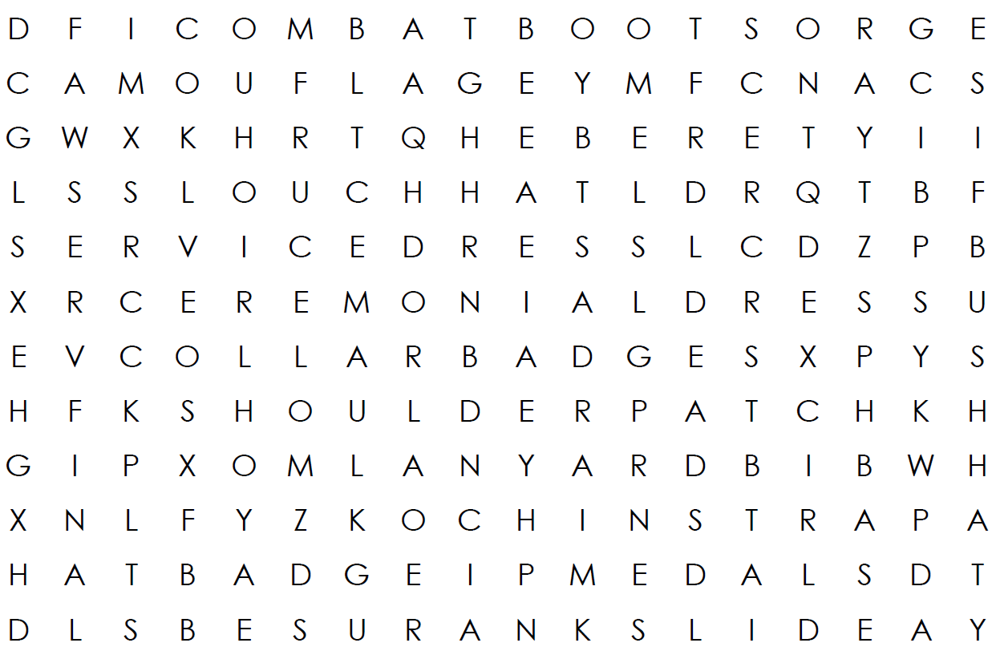 D F I C O M B A T B O O T S O R G E
C A M O U F L A G E Y M F C N A C S
G W X K H R T Q H E B E R E T Y I I
L S S L O U C H H A T L D R Q T B F
S E R V I C E D R E S S L C D Z P B
X R C E R E M O N I A L D R E S S U
E V C O L L A R B A D G E S X P Y S
H F K S H O U L D E R P A T C H K H
G I P X O M L A N Y A R D B I B W H
X N L F Y Z K O C H I N S T R A P A
H A T B A D G E I P M E D A L S D T
D L S B E S U R A N K S L I D E A Y